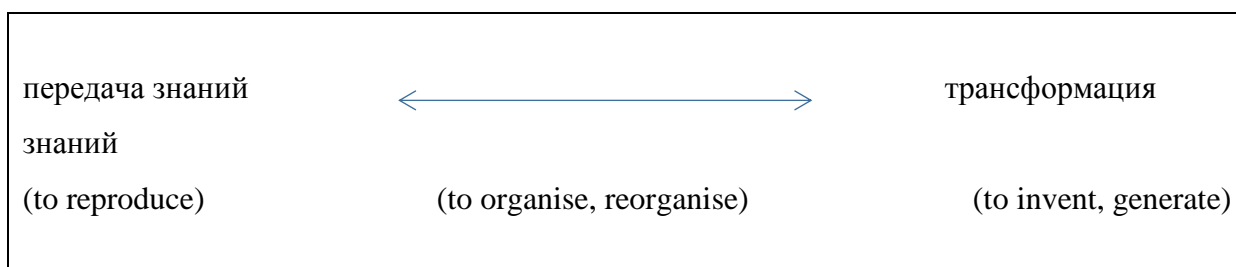 передача знаний трансформация
знаний
(to reproduce) (to organise, reorganise) (to invent, generate)